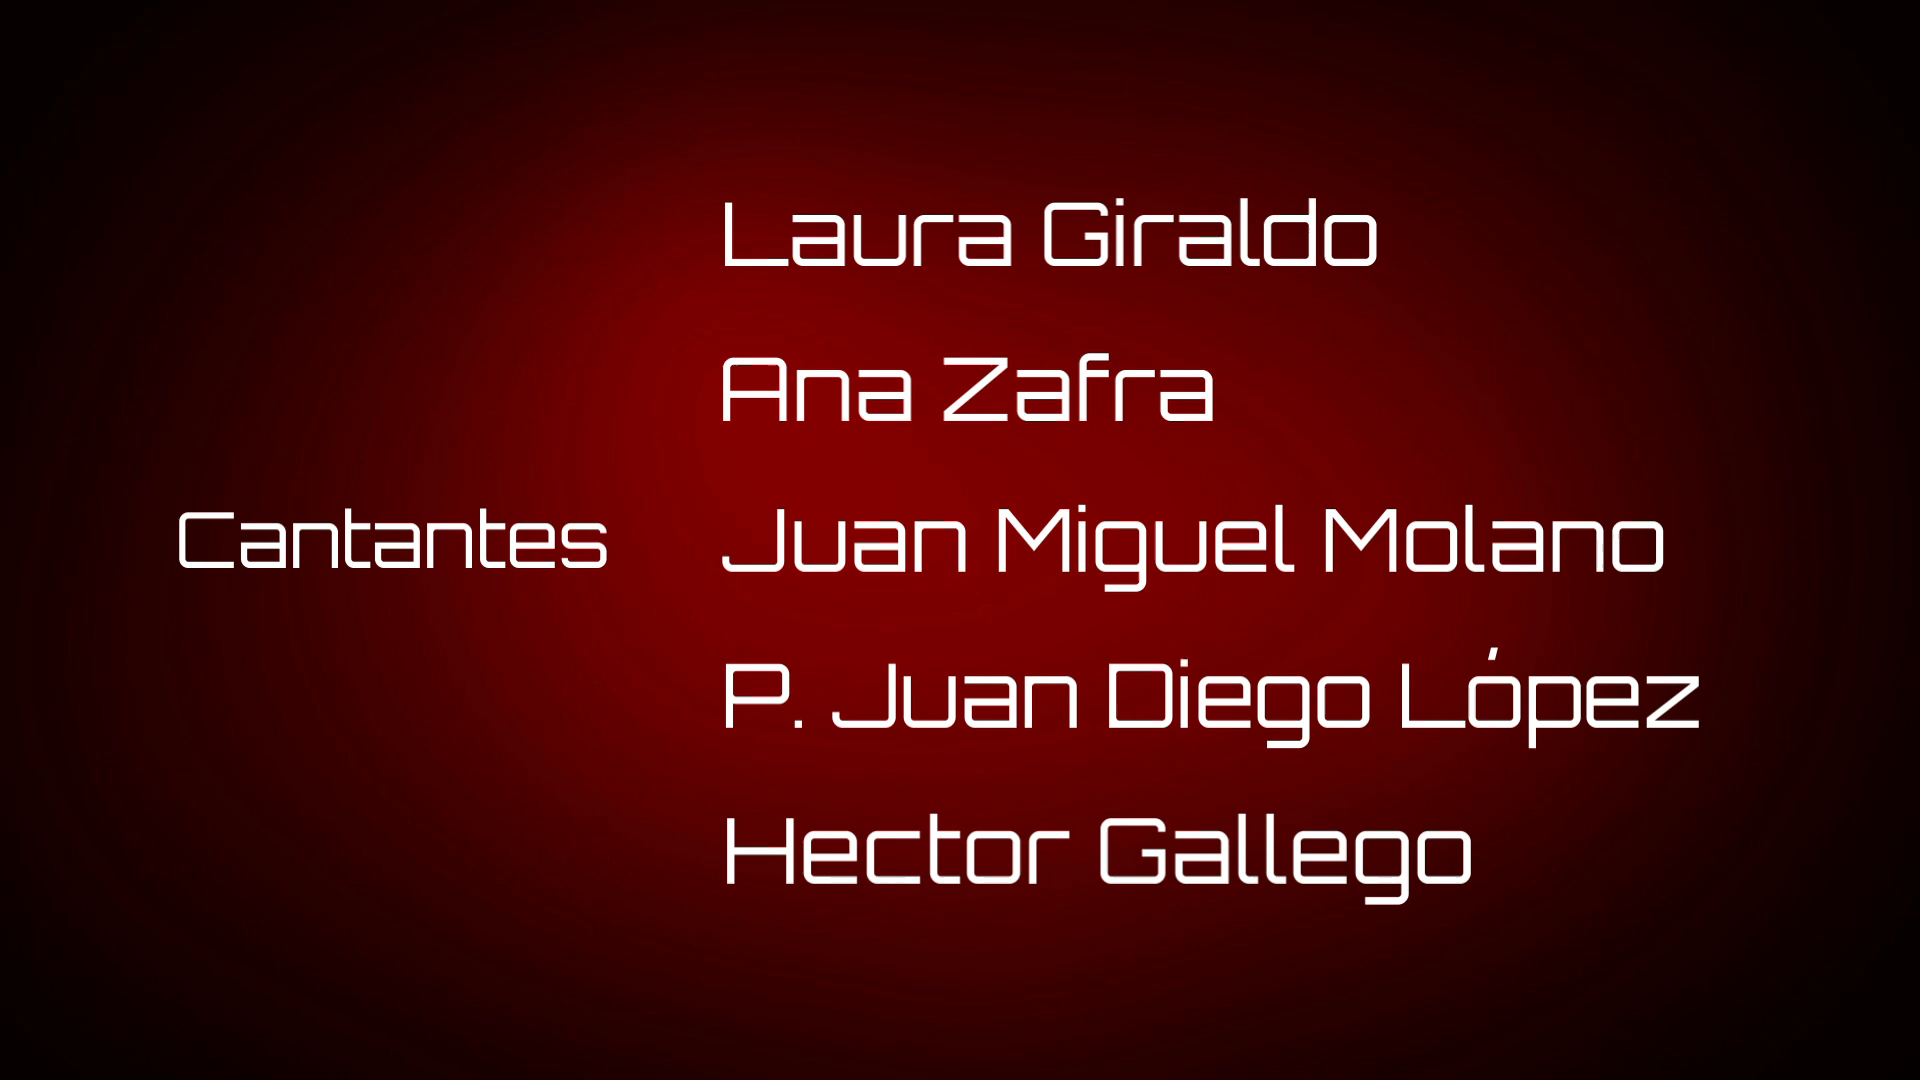 Laura Giraldo
Ana Zafra
Cantantes
Juan Miguel Molano
P. Juan Diego López
Hector Gallego